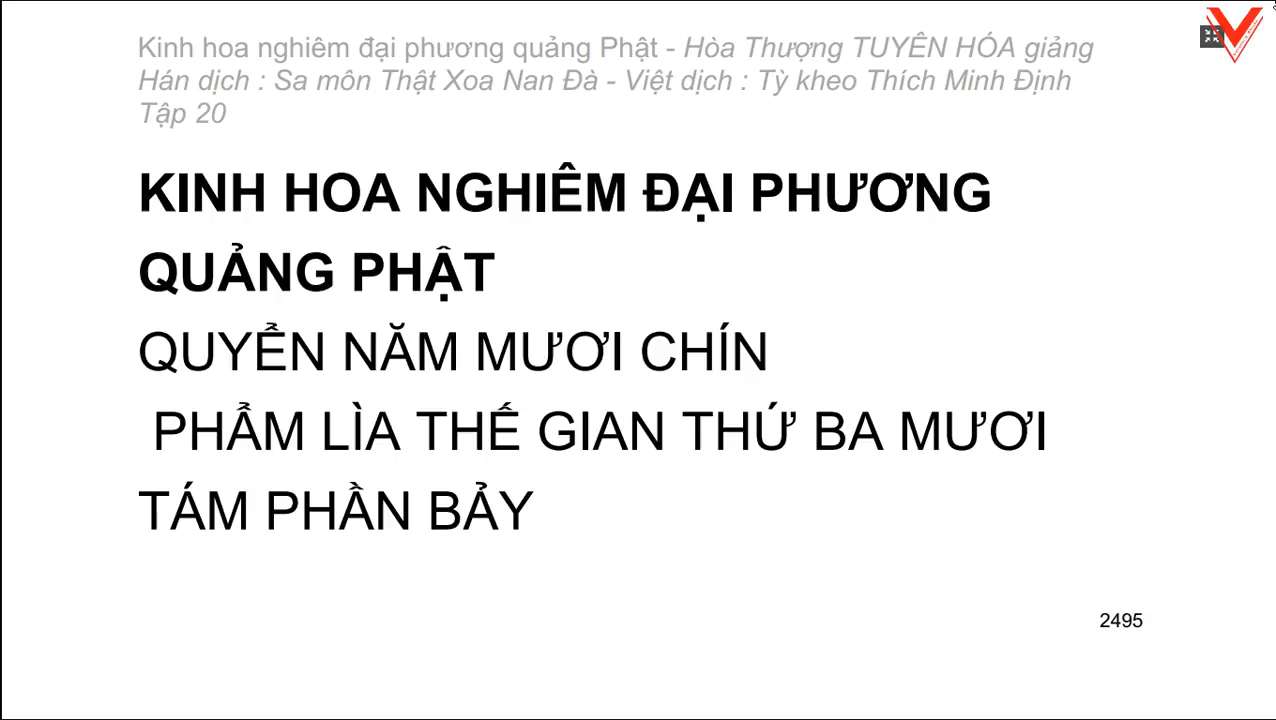 Kinh hoa nghiêm đại phương quảng Phật - Hòa Thượng TUYÊN HÓA giảng
Hán dịch : Sa môn Thật Xoa Nan Đà - Việt dịch : Tỳ kheo Thích Minh Định
Tập 20
KINH HOA NGHIÊM ĐẠI PHƯƠNG
QUẢNG PHẬT
QUYỂN NĂM MƯƠI CHÍN
PHẨM LÌA THẾ GIAN THỨ BA MƯƠI
TÁM PHẦN BẢY
2495